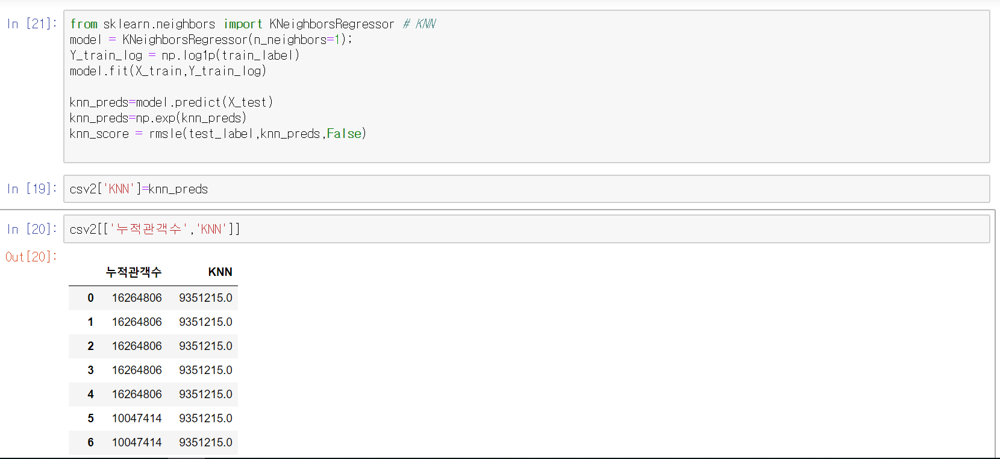 In [21]:
from sklearn.neighbors import KNeighborsRegressor # KNN
model = KNeighborsRegressor(n_neighbors=1);
Y_train_log = np.log1p(train_label)
model.fit(X_train,Y_train_log)
knn_preds=model.predict(X_test)
knn_preds=np.exp(knn_preds)
knn_score = rmsle(test_label,knn_preds,False)
In [19]: csv2['KNN']=knn_preds
In [20]: csv2[['누적관객수','KNN']]
Out[20]:
누적관객수 KNN
0 16264806 9351215.0
1 16264806 9351215.0
2 16264806 9351215.0
3 16264806 9351215.0
4 16264806 9351215.0
5 10047414 9351215.0
6 10047414 9351215.0